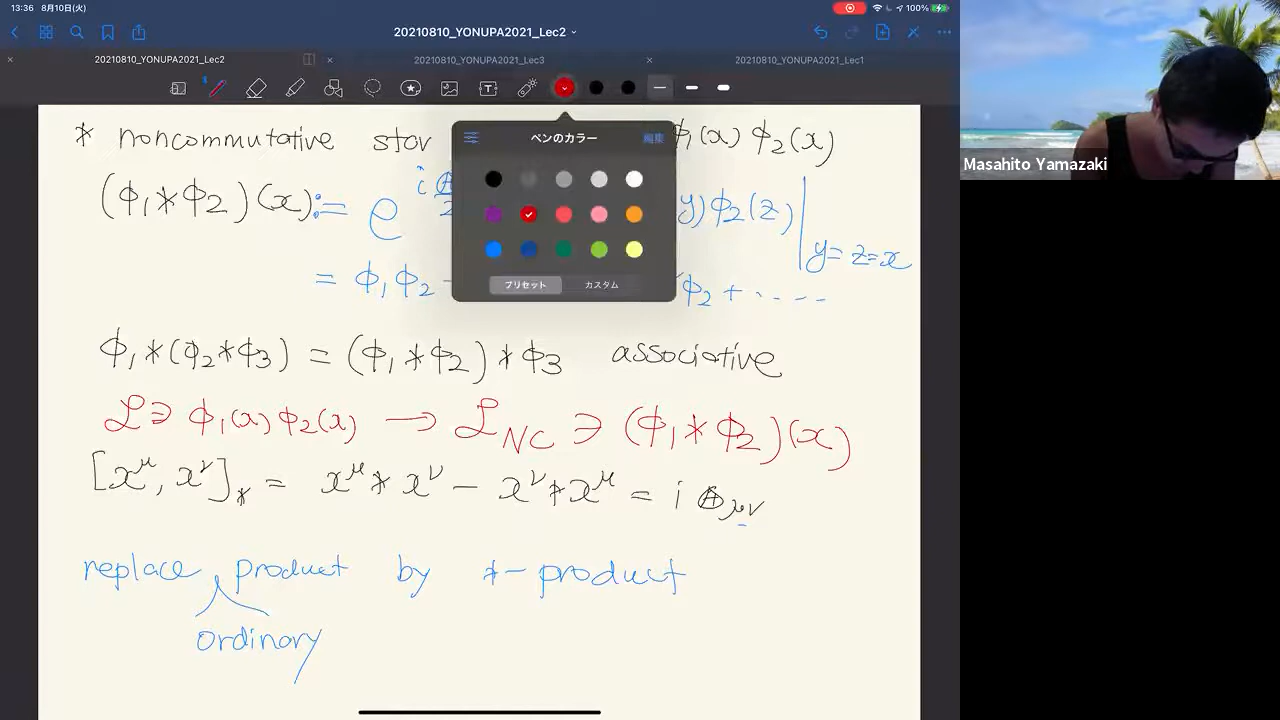 13:36 8月10日(火)
100%
20210810_YONUPA2021_Lec2
20210810_YONUPA2021_Lec2
20210810_YONUPA2021_Lec3
20210810_YONUPA2021_Lec1
ペンのカラー
編集
プリセット
カスタム
Masahito Yamazaki
* noncommutative star ϕ₁(x) ϕ₂(x)
(ϕ₁*ϕ₂)(x) := e y) ϕ₂(z) | y=z=x
= ϕ₁ϕ₂ ϕ₂ + ·····
ϕ₁*(ϕ₂*ϕ₃) = (ϕ₁*ϕ₂)*ϕ₃ associative
ℒ∋ ϕ₁(x)ϕ₂(x) → ℒ_NC ∋ (ϕ₁*ϕ₂)(x)
[x^μ, x^ν]_* = x^μ * x^ν − x^ν * x^μ = i Θ_μν
replace product by *-product
ordinary